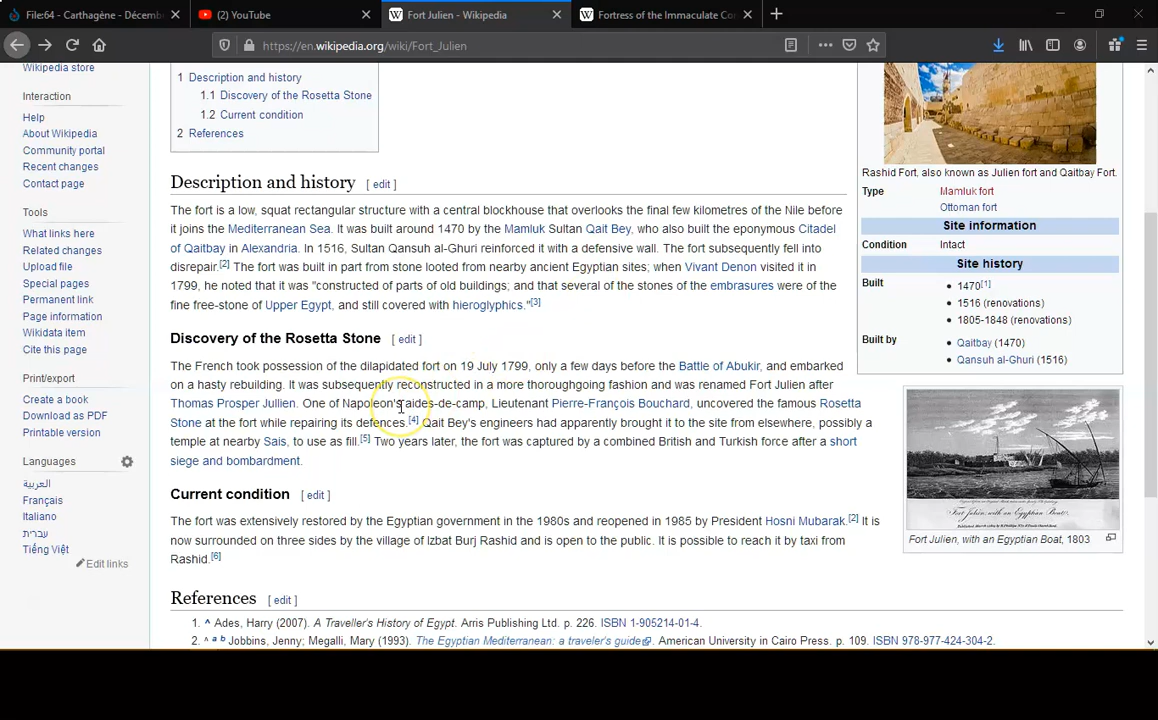 File:64 - Carthagène - Décemb
(2) YouTube
Fort Julien - Wikipedia
Fortress of the Immaculate Con
https://en.wikipedia.org/wiki/Fort_Julien
Wikipedia store
Interaction
Help
About Wikipedia
Community portal
Recent changes
Contact page
Tools
What links here
Related changes
Upload file
Special pages
Permanent link
Page information
Wikidata item
Cite this page
Print/export
Create a book
Download as PDF
Printable version
Languages
العربية
Français
Italiano
עברית
Tiếng Việt
Edit links
1 Description and history
1.1 Discovery of the Rosetta Stone
1.2 Current condition
2 References
Description and history [ edit ]
The fort is a low, squat rectangular structure with a central blockhouse that overlooks the final few kilometres of the Nile before
it joins the Mediterranean Sea. It was built around 1470 by the Mamluk Sultan Qait Bey, who also built the eponymous Citadel
of Qaitbay in Alexandria. In 1516, Sultan Qansuh al-Ghuri reinforced it with a defensive wall. The fort subsequently fell into
disrepair.[2] The fort was built in part from stone looted from nearby ancient Egyptian sites; when Vivant Denon visited it in
1799, he noted that it was "constructed of parts of old buildings; and that several of the stones of the embrasures were of the
fine free-stone of Upper Egypt, and still covered with hieroglyphics."[3]
Discovery of the Rosetta Stone [ edit ]
The French took possession of the dilapidated fort on 19 July 1799, only a few days before the Battle of Abukir, and embarked
on a hasty rebuilding. It was subsequently reconstructed in a more thoroughgoing fashion and was renamed Fort Julien after
Thomas Prosper Jullien. One of Napoleon's aides-de-camp, Lieutenant Pierre-François Bouchard, uncovered the famous Rosetta
Stone at the fort while repairing its defences.[4] Qait Bey's engineers had apparently brought it to the site from elsewhere, possibly a
temple at nearby Sais, to use as fill.[5] Two years later, the fort was captured by a combined British and Turkish force after a short
siege and bombardment.
Current condition [ edit ]
The fort was extensively restored by the Egyptian government in the 1980s and reopened in 1985 by President Hosni Mubarak.[2] It is
now surrounded on three sides by the village of Izbat Burj Rashid and is open to the public. It is possible to reach it by taxi from
Rashid.[6]
References [ edit ]
1. ^ Ades, Harry (2007). A Traveller's History of Egypt. Arris Publishing Ltd. p. 226. ISBN 1-905214-01-4.
2. ^ a b Jobbins, Jenny; Megalli, Mary (1993). The Egyptian Mediterranean: a traveler's guide. American University in Cairo Press. p. 109. ISBN 978-977-424-304-2.
Rashid Fort, also known as Julien fort and Qaitbay Fort.
Type Mamluk fort
Ottoman fort
Site information
Condition Intact
Site history
Built • 1470[1]
• 1516 (renovations)
• 1805-1848 (renovations)
Built by • Qaitbay (1470)
• Qansuh al-Ghuri (1516)
Fort Julien, with an Egyptian Boat.
Fort Julien, with an Egyptian Boat, 1803